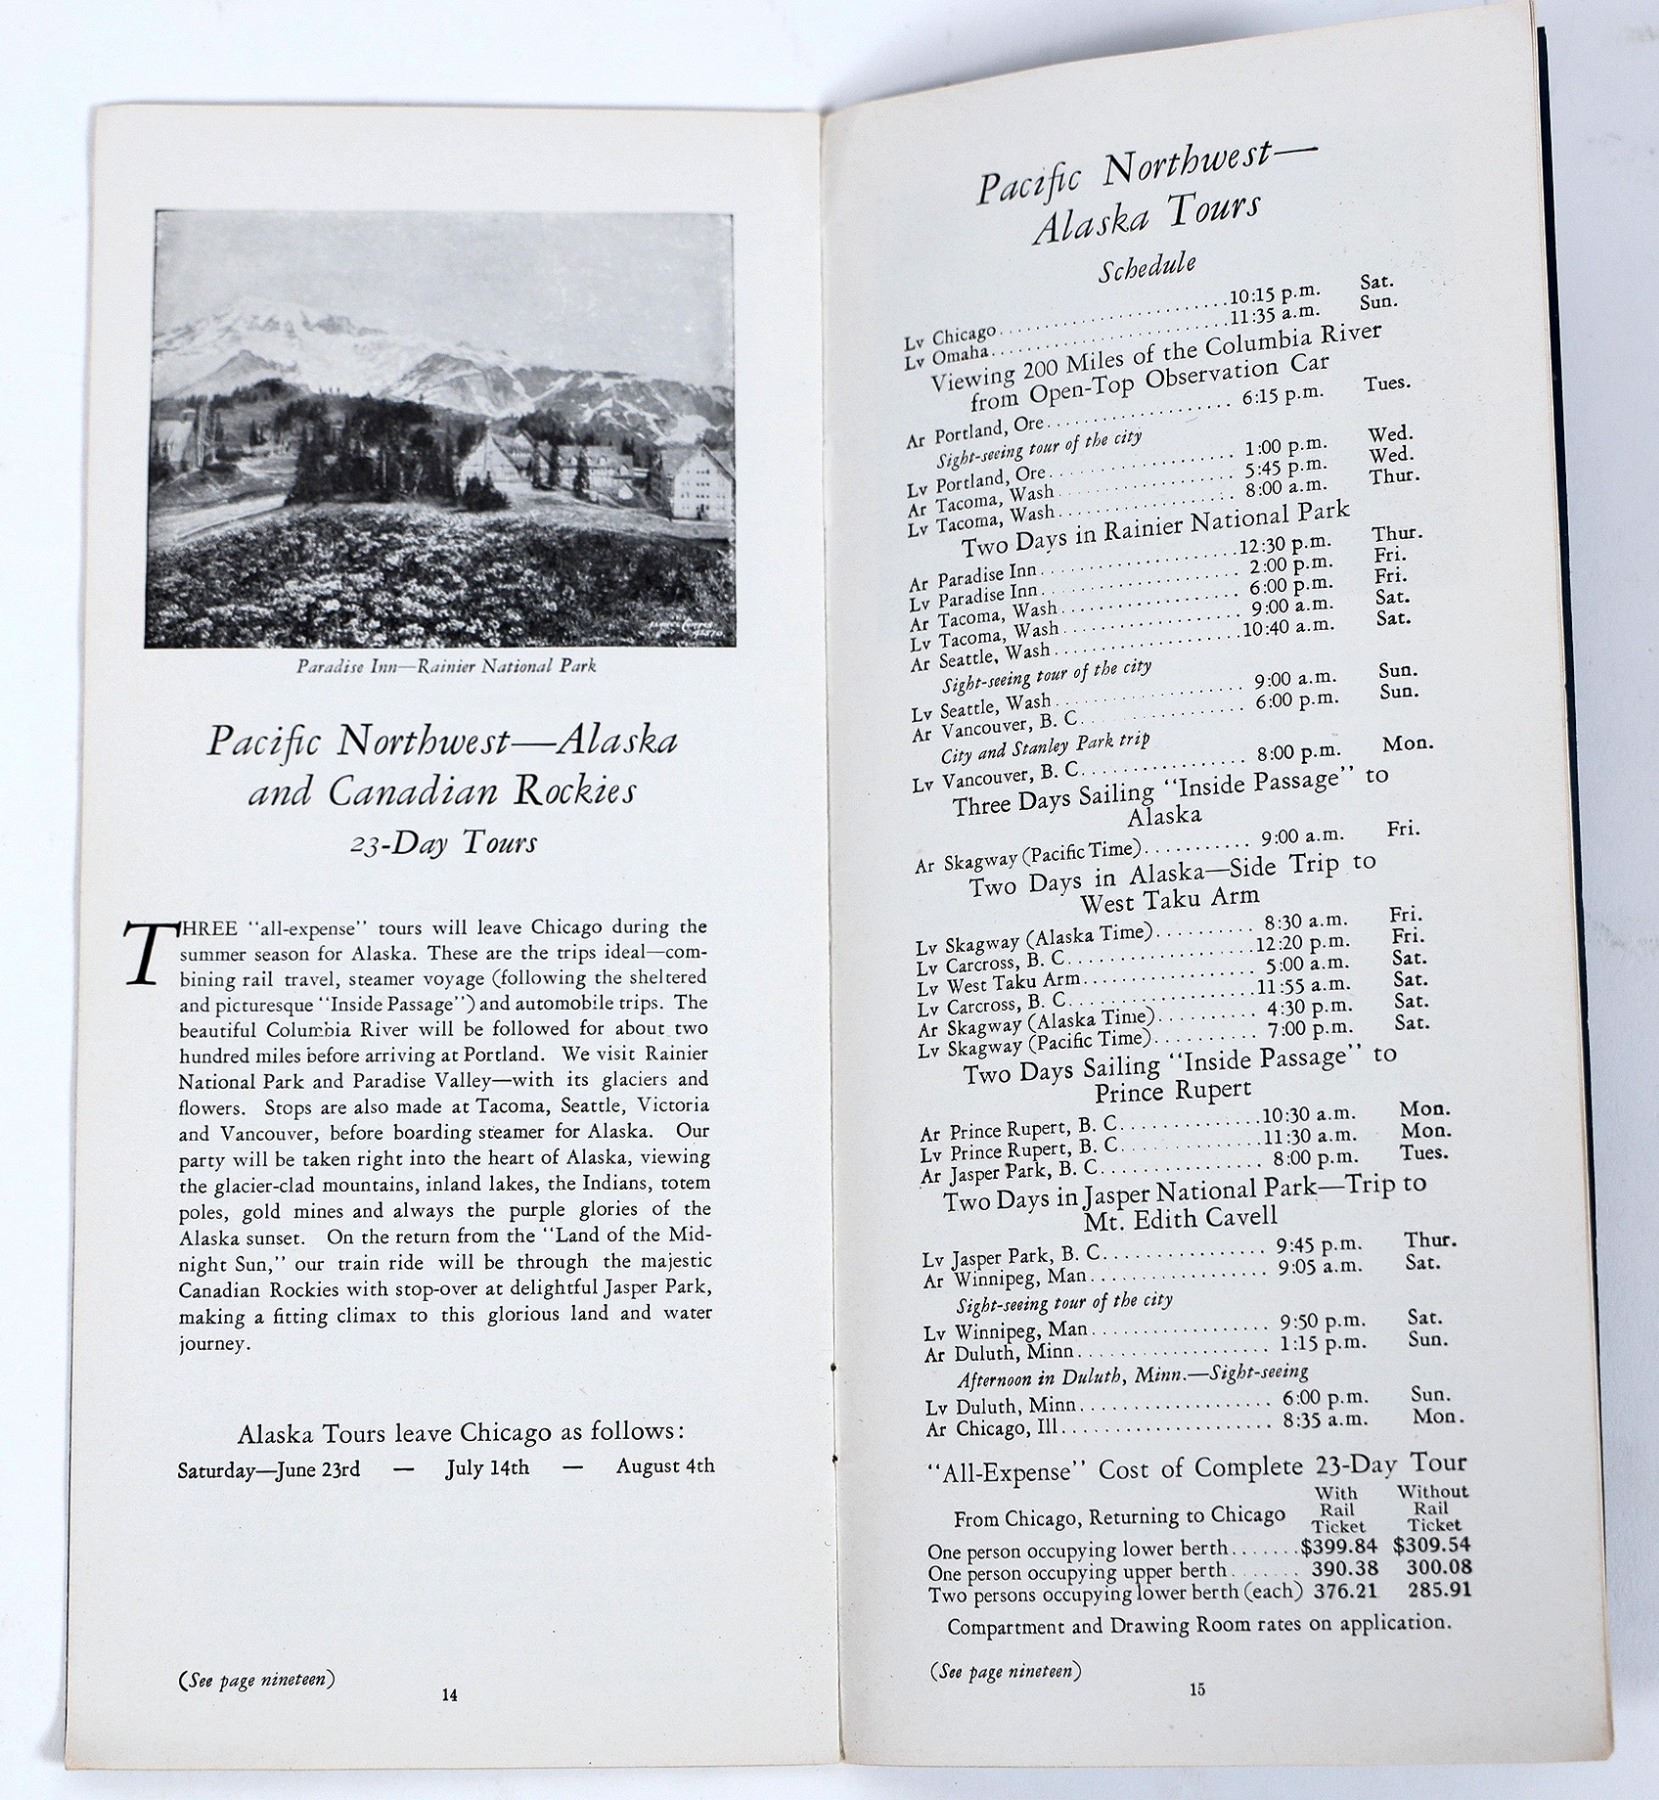 Paradise Inn—Rainier National Park
Pacific Northwest—Alaska
and Canadian Rockies
23-Day Tours
THREE "all-expense" tours will leave Chicago during the
summer season for Alaska. These are the trips ideal—com-
bining rail travel, steamer voyage (following the sheltered
and picturesque "Inside Passage") and automobile trips. The
beautiful Columbia River will be followed for about two
hundred miles before arriving at Portland. We visit Rainier
National Park and Paradise Valley—with its glaciers and
flowers. Stops are also made at Tacoma, Seattle, Victoria
and Vancouver, before boarding steamer for Alaska. Our
party will be taken right into the heart of Alaska, viewing
the glacier-clad mountains, inland lakes, the Indians, totem
poles, gold mines and always the purple glories of the
Alaska sunset. On the return from the "Land of the Mid-
night Sun," our train ride will be through the majestic
Canadian Rockies with stop-over at delightful Jasper Park,
making a fitting climax to this glorious land and water
journey.
Alaska Tours leave Chicago as follows:
Saturday—June 23rd — July 14th — August 4th
(See page nineteen)
14
Pacific Northwest—
Alaska Tours
Schedule
Lv Chicago 10:15 p.m. Sat.
Lv Omaha 11:35 a.m. Sun.
Viewing 200 Miles of the Columbia River
from Open-Top Observation Car
Ar Portland, Ore 6:15 p.m. Tues.
Sight-seeing tour of the city
Lv Portland, Ore 1:00 p.m. Wed.
Ar Tacoma, Wash 5:45 p.m. Wed.
Lv Tacoma, Wash 8:00 a.m. Thur.
Two Days in Rainier National Park
Ar Paradise Inn 12:30 p.m. Thur.
Lv Paradise Inn 2:00 p.m. Fri.
Ar Tacoma, Wash 6:00 p.m. Fri.
Lv Tacoma, Wash 9:00 a.m. Sat.
Ar Seattle, Wash 10:40 a.m. Sat.
Sight-seeing tour of the city
Lv Seattle, Wash 9:00 a.m. Sun.
Ar Vancouver, B. C. 6:00 p.m. Sun.
City and Stanley Park trip
Lv Vancouver, B. C. 8:00 p.m. Mon.
Three Days Sailing "Inside Passage" to
Alaska
Ar Skagway (Pacific Time) 9:00 a.m. Fri.
Two Days in Alaska—Side Trip to
West Taku Arm
Lv Skagway (Alaska Time) 8:30 a.m. Fri.
Lv Carcross, B. C. 12:20 p.m. Fri.
Lv West Taku Arm 5:00 a.m. Sat.
Lv Carcross, B. C. 11:55 a.m. Sat.
Ar Skagway (Alaska Time) 4:30 p.m. Sat.
Lv Skagway (Pacific Time) 7:00 p.m. Sat.
Two Days Sailing "Inside Passage" to
Prince Rupert
Ar Prince Rupert, B. C. 10:30 a.m. Mon.
Lv Prince Rupert, B. C. 11:30 a.m. Mon.
Ar Jasper Park, B. C. 8:00 p.m. Tues.
Two Days in Jasper National Park—Trip to
Mt. Edith Cavell
Lv Jasper Park, B. C. 9:45 p.m. Thur.
Ar Winnipeg, Man 9:05 a.m. Sat.
Sight-seeing tour of the city
Lv Winnipeg, Man 9:50 p.m. Sat.
Ar Duluth, Minn 1:15 p.m. Sun.
Afternoon in Duluth, Minn.—Sight-seeing
Lv Duluth, Minn 6:00 p.m. Sun.
Ar Chicago, Ill 8:35 a.m. Mon.
"All-Expense" Cost of Complete 23-Day Tour
With Without
Rail Rail
From Chicago, Returning to Chicago Ticket Ticket
One person occupying lower berth $399.84 $309.54
One person occupying upper berth 390.38 300.08
Two persons occupying lower berth (each) 376.21 285.91
Compartment and Drawing Room rates on application.
(See page nineteen)
15